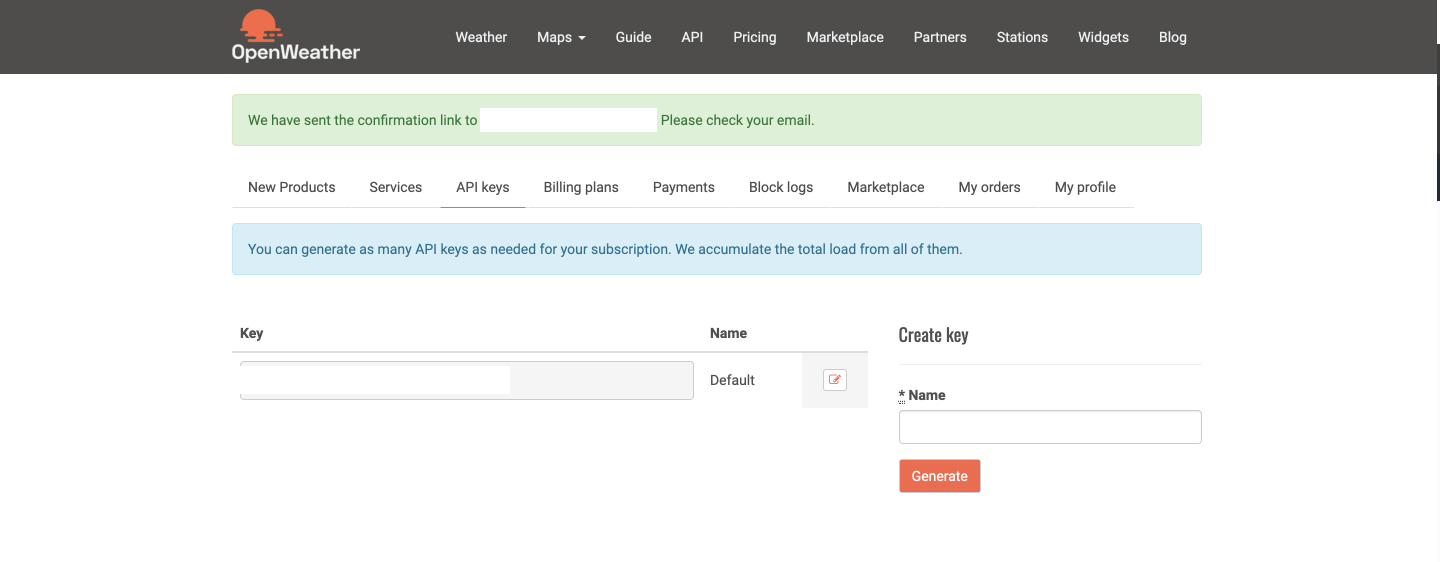 OpenWeather
Weather Maps Guide API Pricing Marketplace Partners Stations Widgets Blog
We have sent the confirmation link to Please check your email.
New Products Services API keys Billing plans Payments Block logs Marketplace My orders My profile
You can generate as many API keys as needed for your subscription. We accumulate the total load from all of them.
Key Name
Default
Create key
* Name
Generate